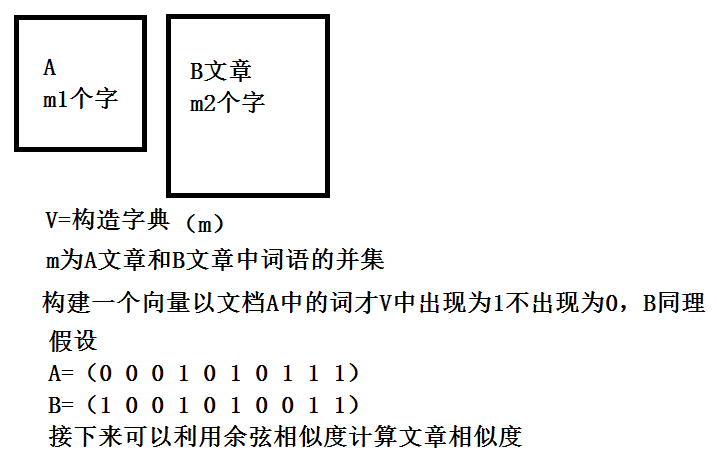 A
m1个字
B文章
m2个字
V=构造字典（m）
m为A文章和B文章中词语的并集
构建一个向量以文档A中的词才V中出现为1不出现为0，B同理
假设
A=（0 0 0 1 0 1 0 1 1 1）
B=（1 0 0 1 0 1 0 0 1 1）
接下来可以利用余弦相似度计算文章相似度